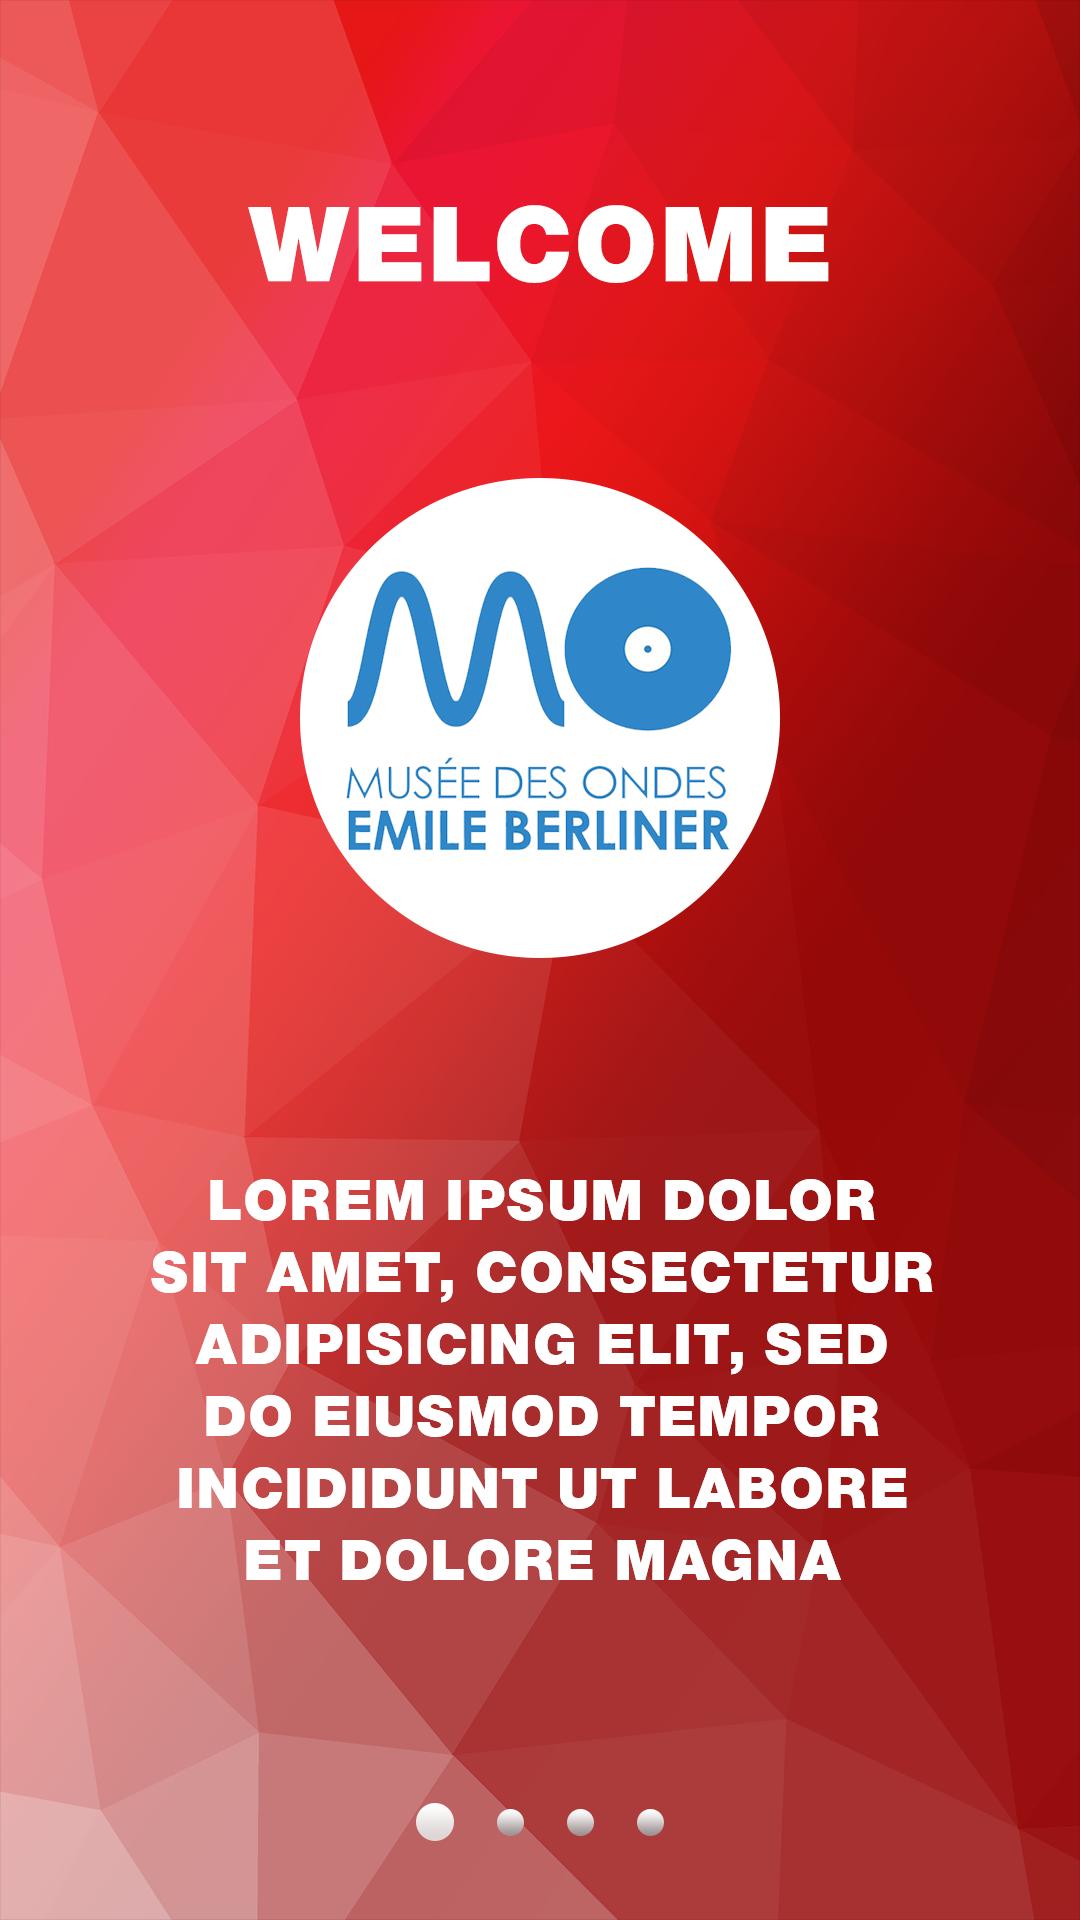 WELCOME
MO
MUSÉE DES ONDES
EMILE BERLINER
LOREM IPSUM DOLOR
SIT AMET, CONSECTETUR
ADIPISICING ELIT, SED
DO EIUSMOD TEMPOR
INCIDIDUNT UT LABORE
ET DOLORE MAGNA